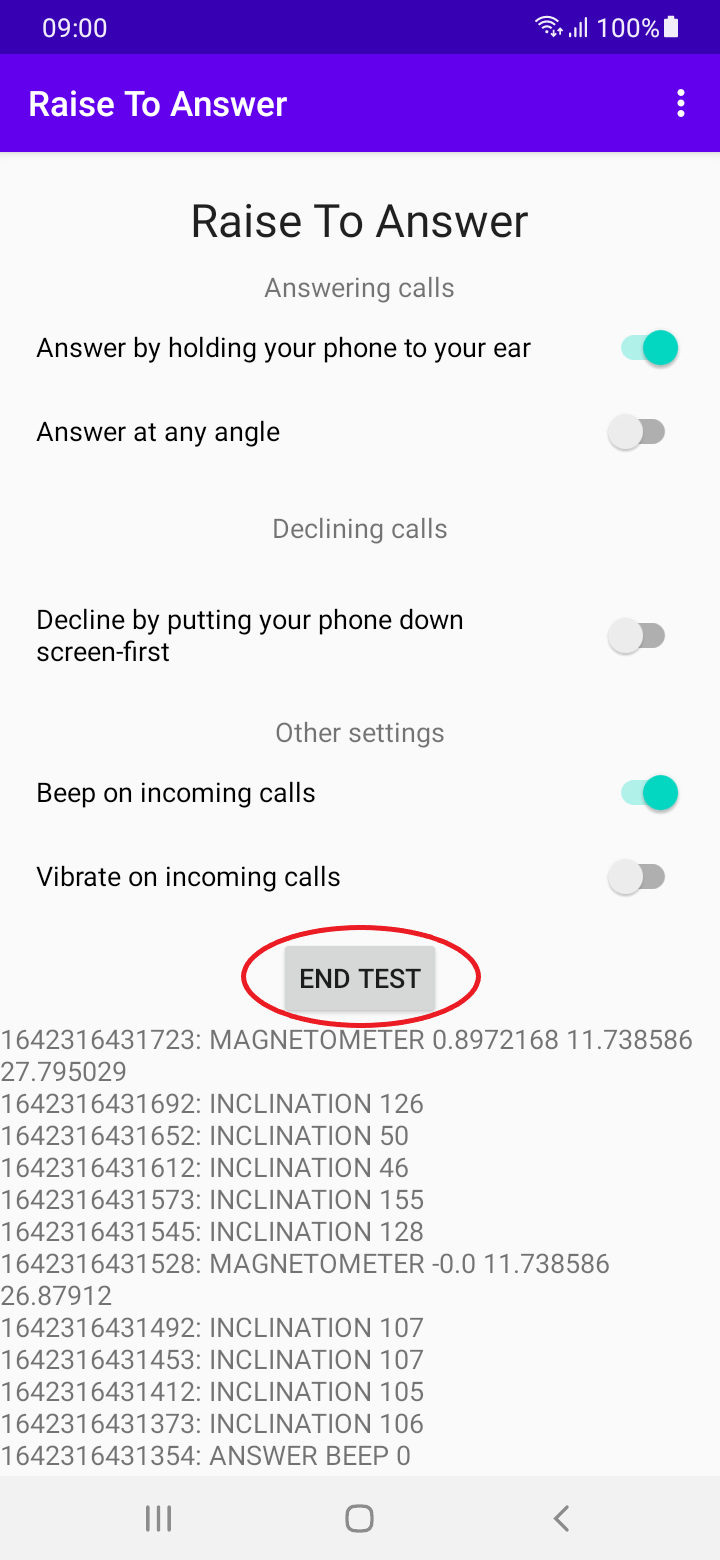 09:00 100%
Raise To Answer
Raise To Answer
Answering calls
Answer by holding your phone to your ear
Answer at any angle
Declining calls
Decline by putting your phone down
screen-first
Other settings
Beep on incoming calls
Vibrate on incoming calls
END TEST
1642316431723: MAGNETOMETER 0.8972168 11.738586
27.795029
1642316431692: INCLINATION 126
1642316431652: INCLINATION 50
1642316431612: INCLINATION 46
1642316431573: INCLINATION 155
1642316431545: INCLINATION 128
1642316431528: MAGNETOMETER -0.0 11.738586
26.87912
1642316431492: INCLINATION 107
1642316431453: INCLINATION 107
1642316431412: INCLINATION 105
1642316431373: INCLINATION 106
1642316431354: ANSWER BEEP 0